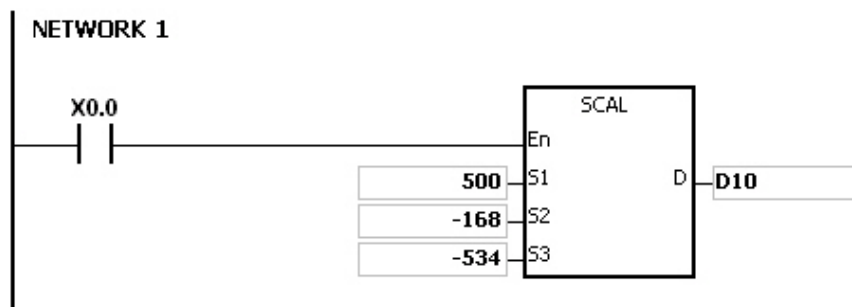 NETWORK 1
X0.0
SCAL
En
500 S1 D D10
-168 S2
-534 S3